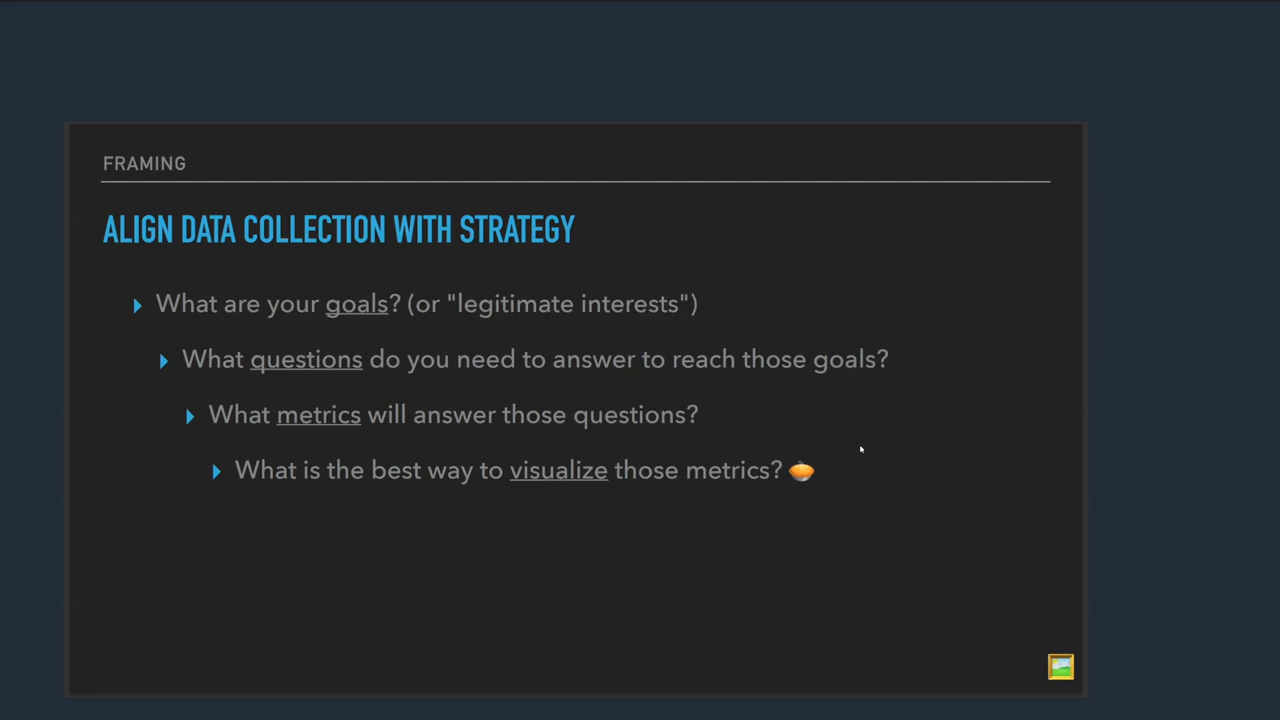 FRAMING
ALIGN DATA COLLECTION WITH STRATEGY
What are your goals? (or "legitimate interests")
What questions do you need to answer to reach those goals?
What metrics will answer those questions?
What is the best way to visualize those metrics? 🥧